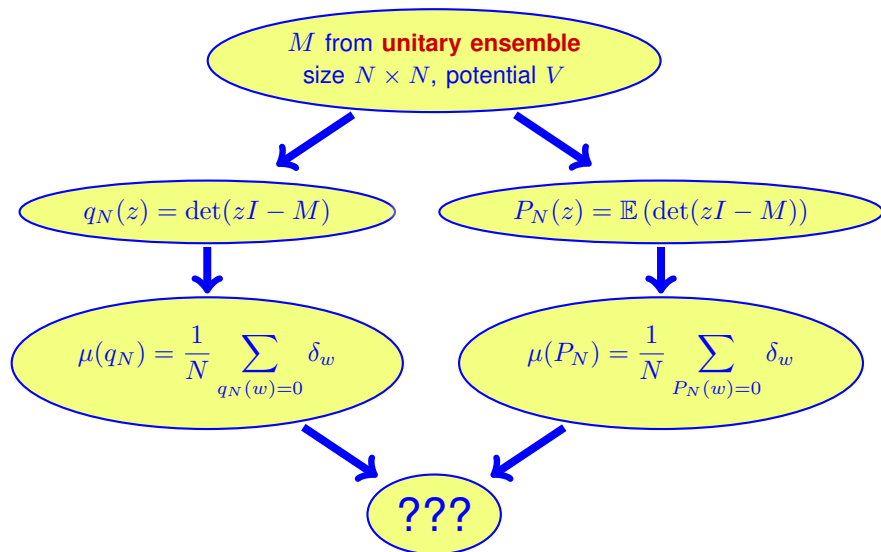 M from unitary ensemble
size N × N, potential V
q_N(z) = det(zI − M)
P_N(z) = 𝔼 (det(zI − M))
μ(q_N) = 1/N ∑_{q_N(w)=0} δ_w
μ(P_N) = 1/N ∑_{P_N(w)=0} δ_w
???